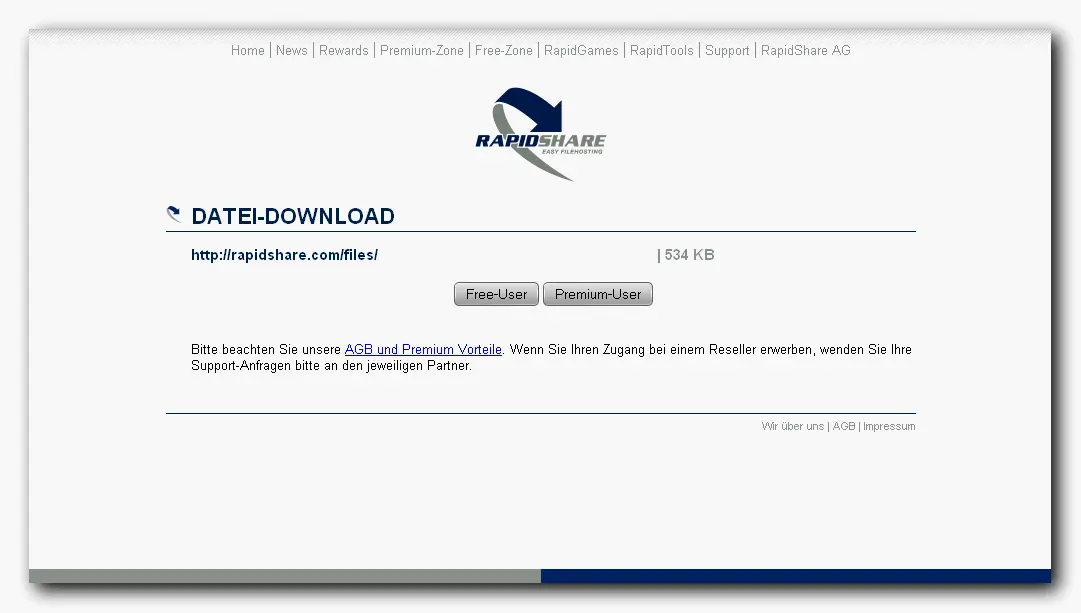 Home | News | Rewards | Premium-Zone | Free-Zone | RapidGames | RapidTools | Support | RapidShare AG
RAPIDSHARE
EASY FILEHOSTING
DATEI-DOWNLOAD
http://rapidshare.com/files/ | 534 KB
Free-User Premium-User
Bitte beachten Sie unsere AGB und Premium Vorteile. Wenn Sie Ihren Zugang bei einem Reseller erwerben, wenden Sie Ihre
Support-Anfragen bitte an den jeweiligen Partner.
Wir über uns | AGB | Impressum